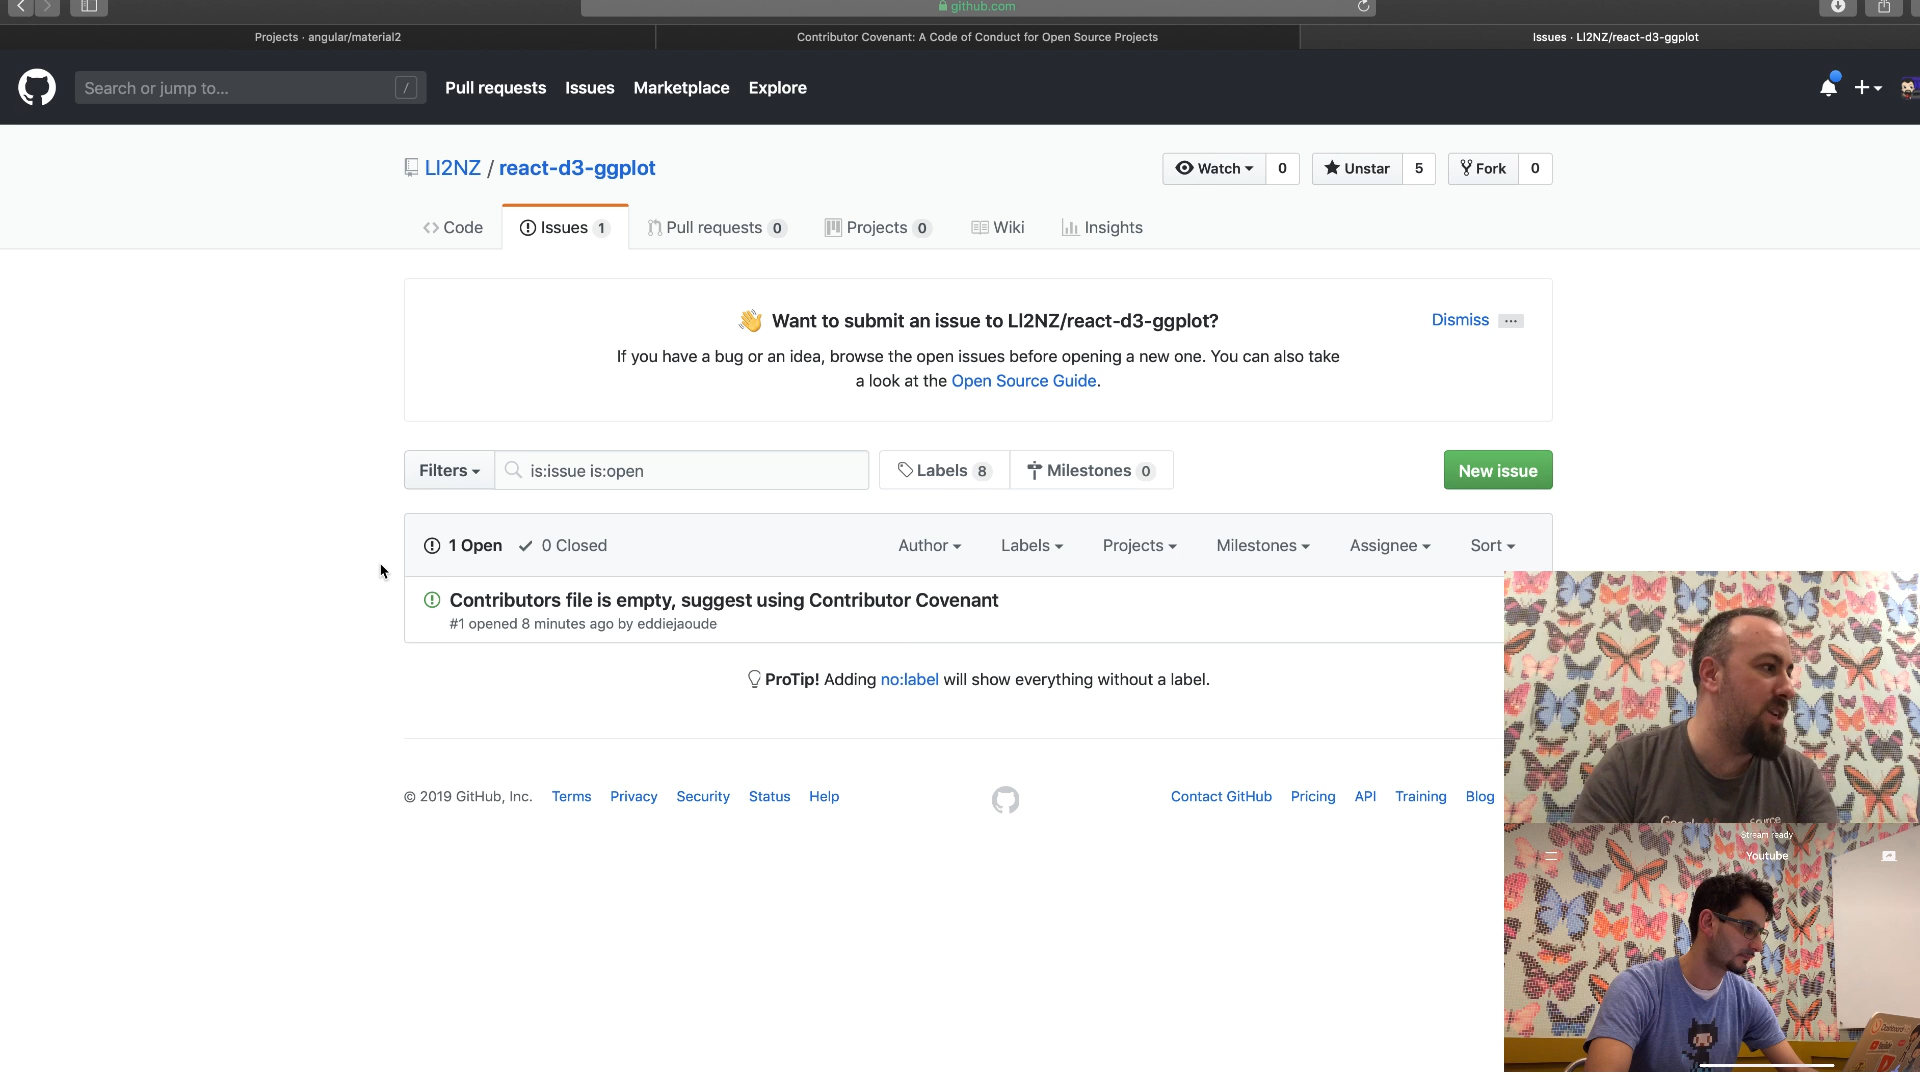 github.com
Projects · angular/material2
Contributor Covenant: A Code of Conduct for Open Source Projects
Issues · LI2NZ/react-d3-ggplot
Search or jump to...
/
Pull requests
Issues
Marketplace
Explore
LI2NZ / react-d3-ggplot
Watch 0
Unstar 5
Fork 0
Code
Issues 1
Pull requests 0
Projects 0
Wiki
Insights
Want to submit an issue to LI2NZ/react-d3-ggplot?
Dismiss
If you have a bug or an idea, browse the open issues before opening a new one. You can also take
a look at the Open Source Guide.
Filters
is:issue is:open
Labels 8
Milestones 0
New issue
1 Open
0 Closed
Author
Labels
Projects
Milestones
Assignee
Sort
Contributors file is empty, suggest using Contributor Covenant
#1 opened 8 minutes ago by eddiejaoude
ProTip! Adding no:label will show everything without a label.
© 2019 GitHub, Inc.
Terms
Privacy
Security
Status
Help
Contact GitHub
Pricing
API
Training
Blog
Stream ready
Youtube